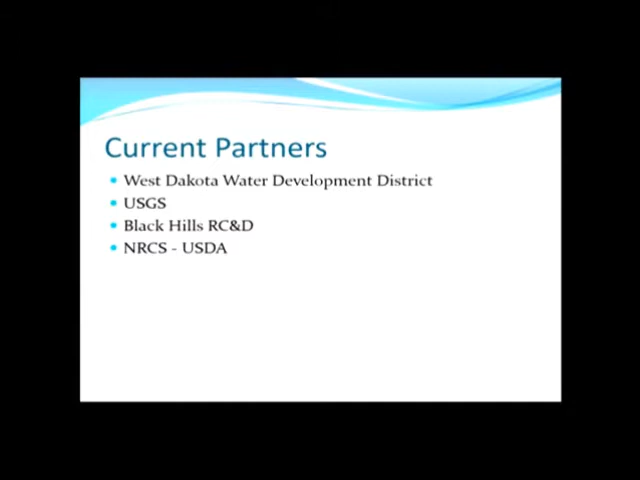 Current Partners
West Dakota Water Development District
USGS
Black Hills RC&D
NRCS - USDA